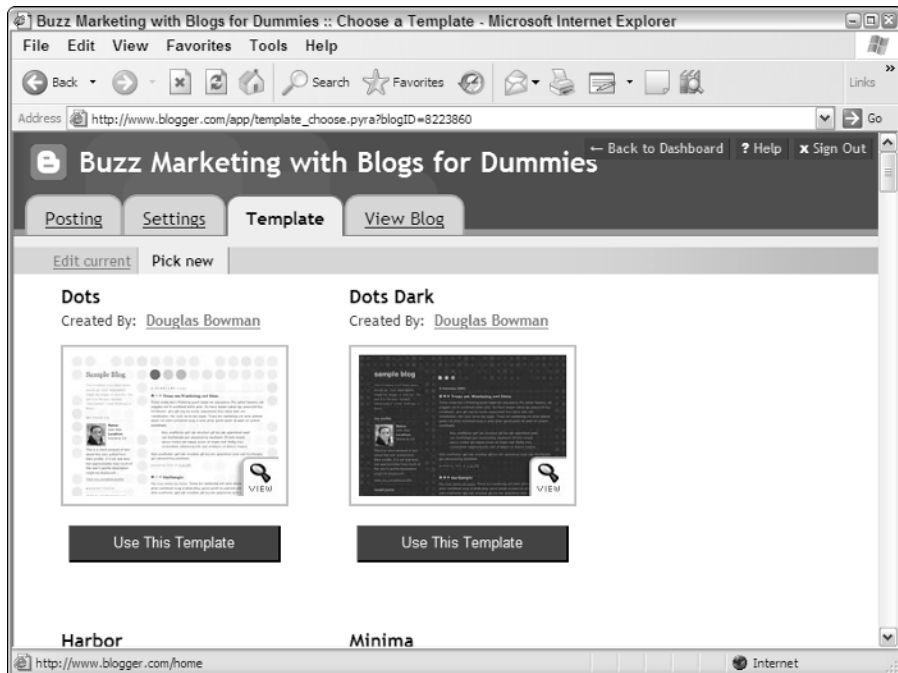 Buzz Marketing with Blogs for Dummies :: Choose a Template - Microsoft Internet Explorer
File Edit View Favorites Tools Help
Back Search Favorites Links »
Address http://www.blogger.com/app/template_choose.pyra?blogID=8223860 Go
← Back to Dashboard ? Help x Sign Out
Buzz Marketing with Blogs for Dummies
Posting Settings Template View Blog
Edit current Pick new
Dots Dots Dark
Created By: Douglas Bowman Created By: Douglas Bowman
Sample Blog sample blog
VIEW VIEW
Use This Template Use This Template
Harbor Minima
http://www.blogger.com/home Internet